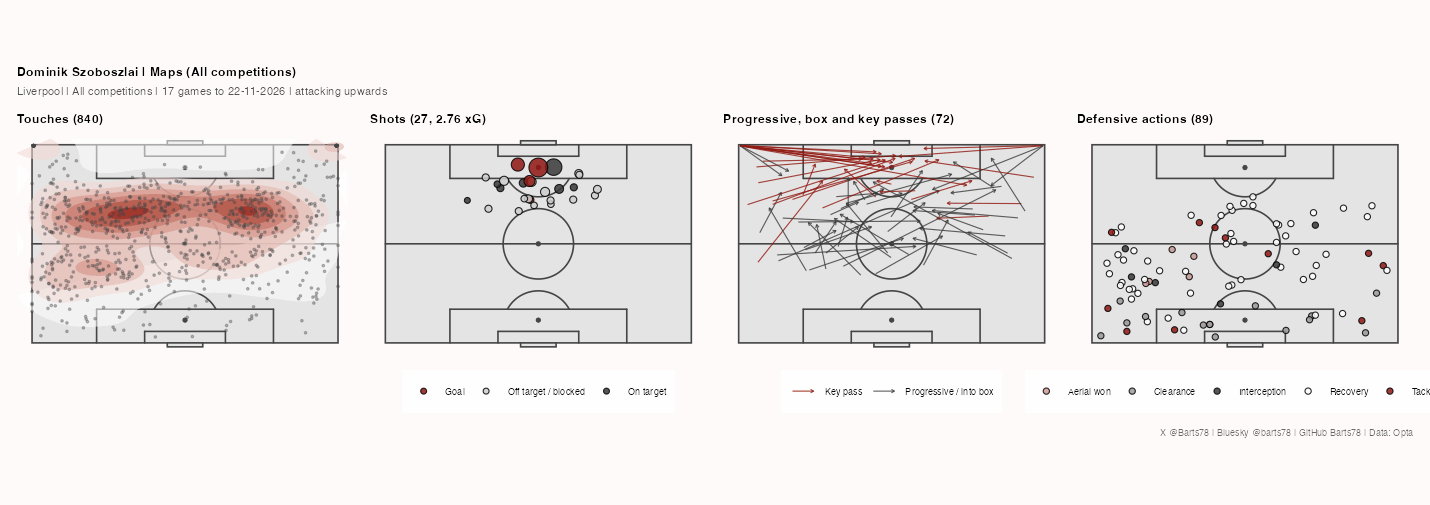 Dominik Szoboszlai | Maps (All competitions)
Liverpool | All competitions | 17 games to 22-11-2026 | attacking upwards
Touches (840)
Shots (27, 2.76 xG)
Progressive, box and key passes (72)
Defensive actions (89)
Goal
Off target / blocked
On target
Key pass
Progressive / into box
Aerial won
Clearance
Interception
Recovery
Tack
X @Barts78 | Bluesky @barts78 | GitHub Barts78 | Data: Opta